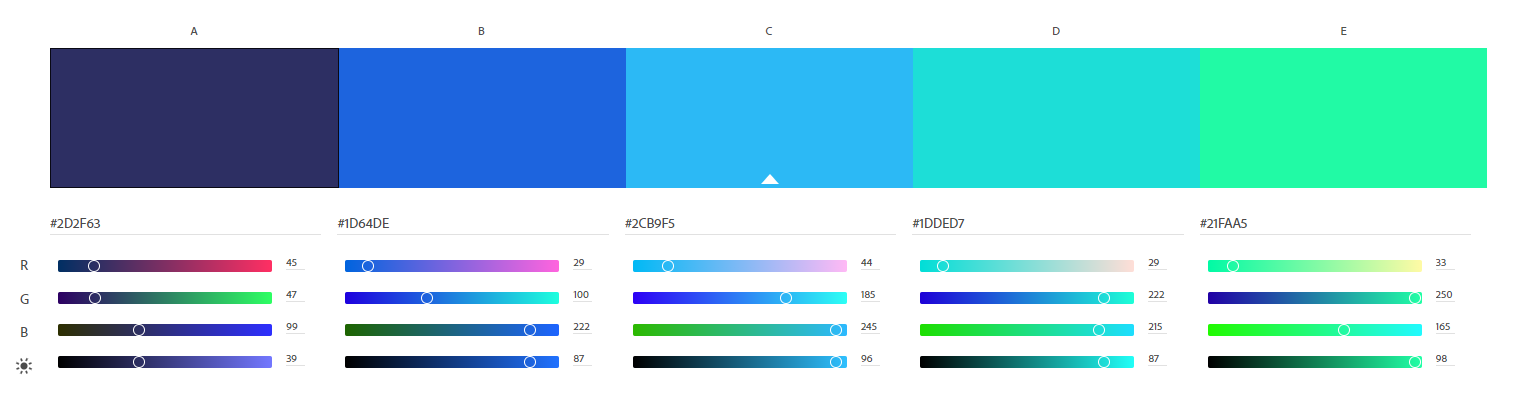 A B C D E
#2D2F63 #1D64DE #2CB9F5 #1DDED7 #21FAA5
R 45 29 44 29 33
G 47 100 185 222 250
B 99 222 245 215 165
39 87 96 87 98